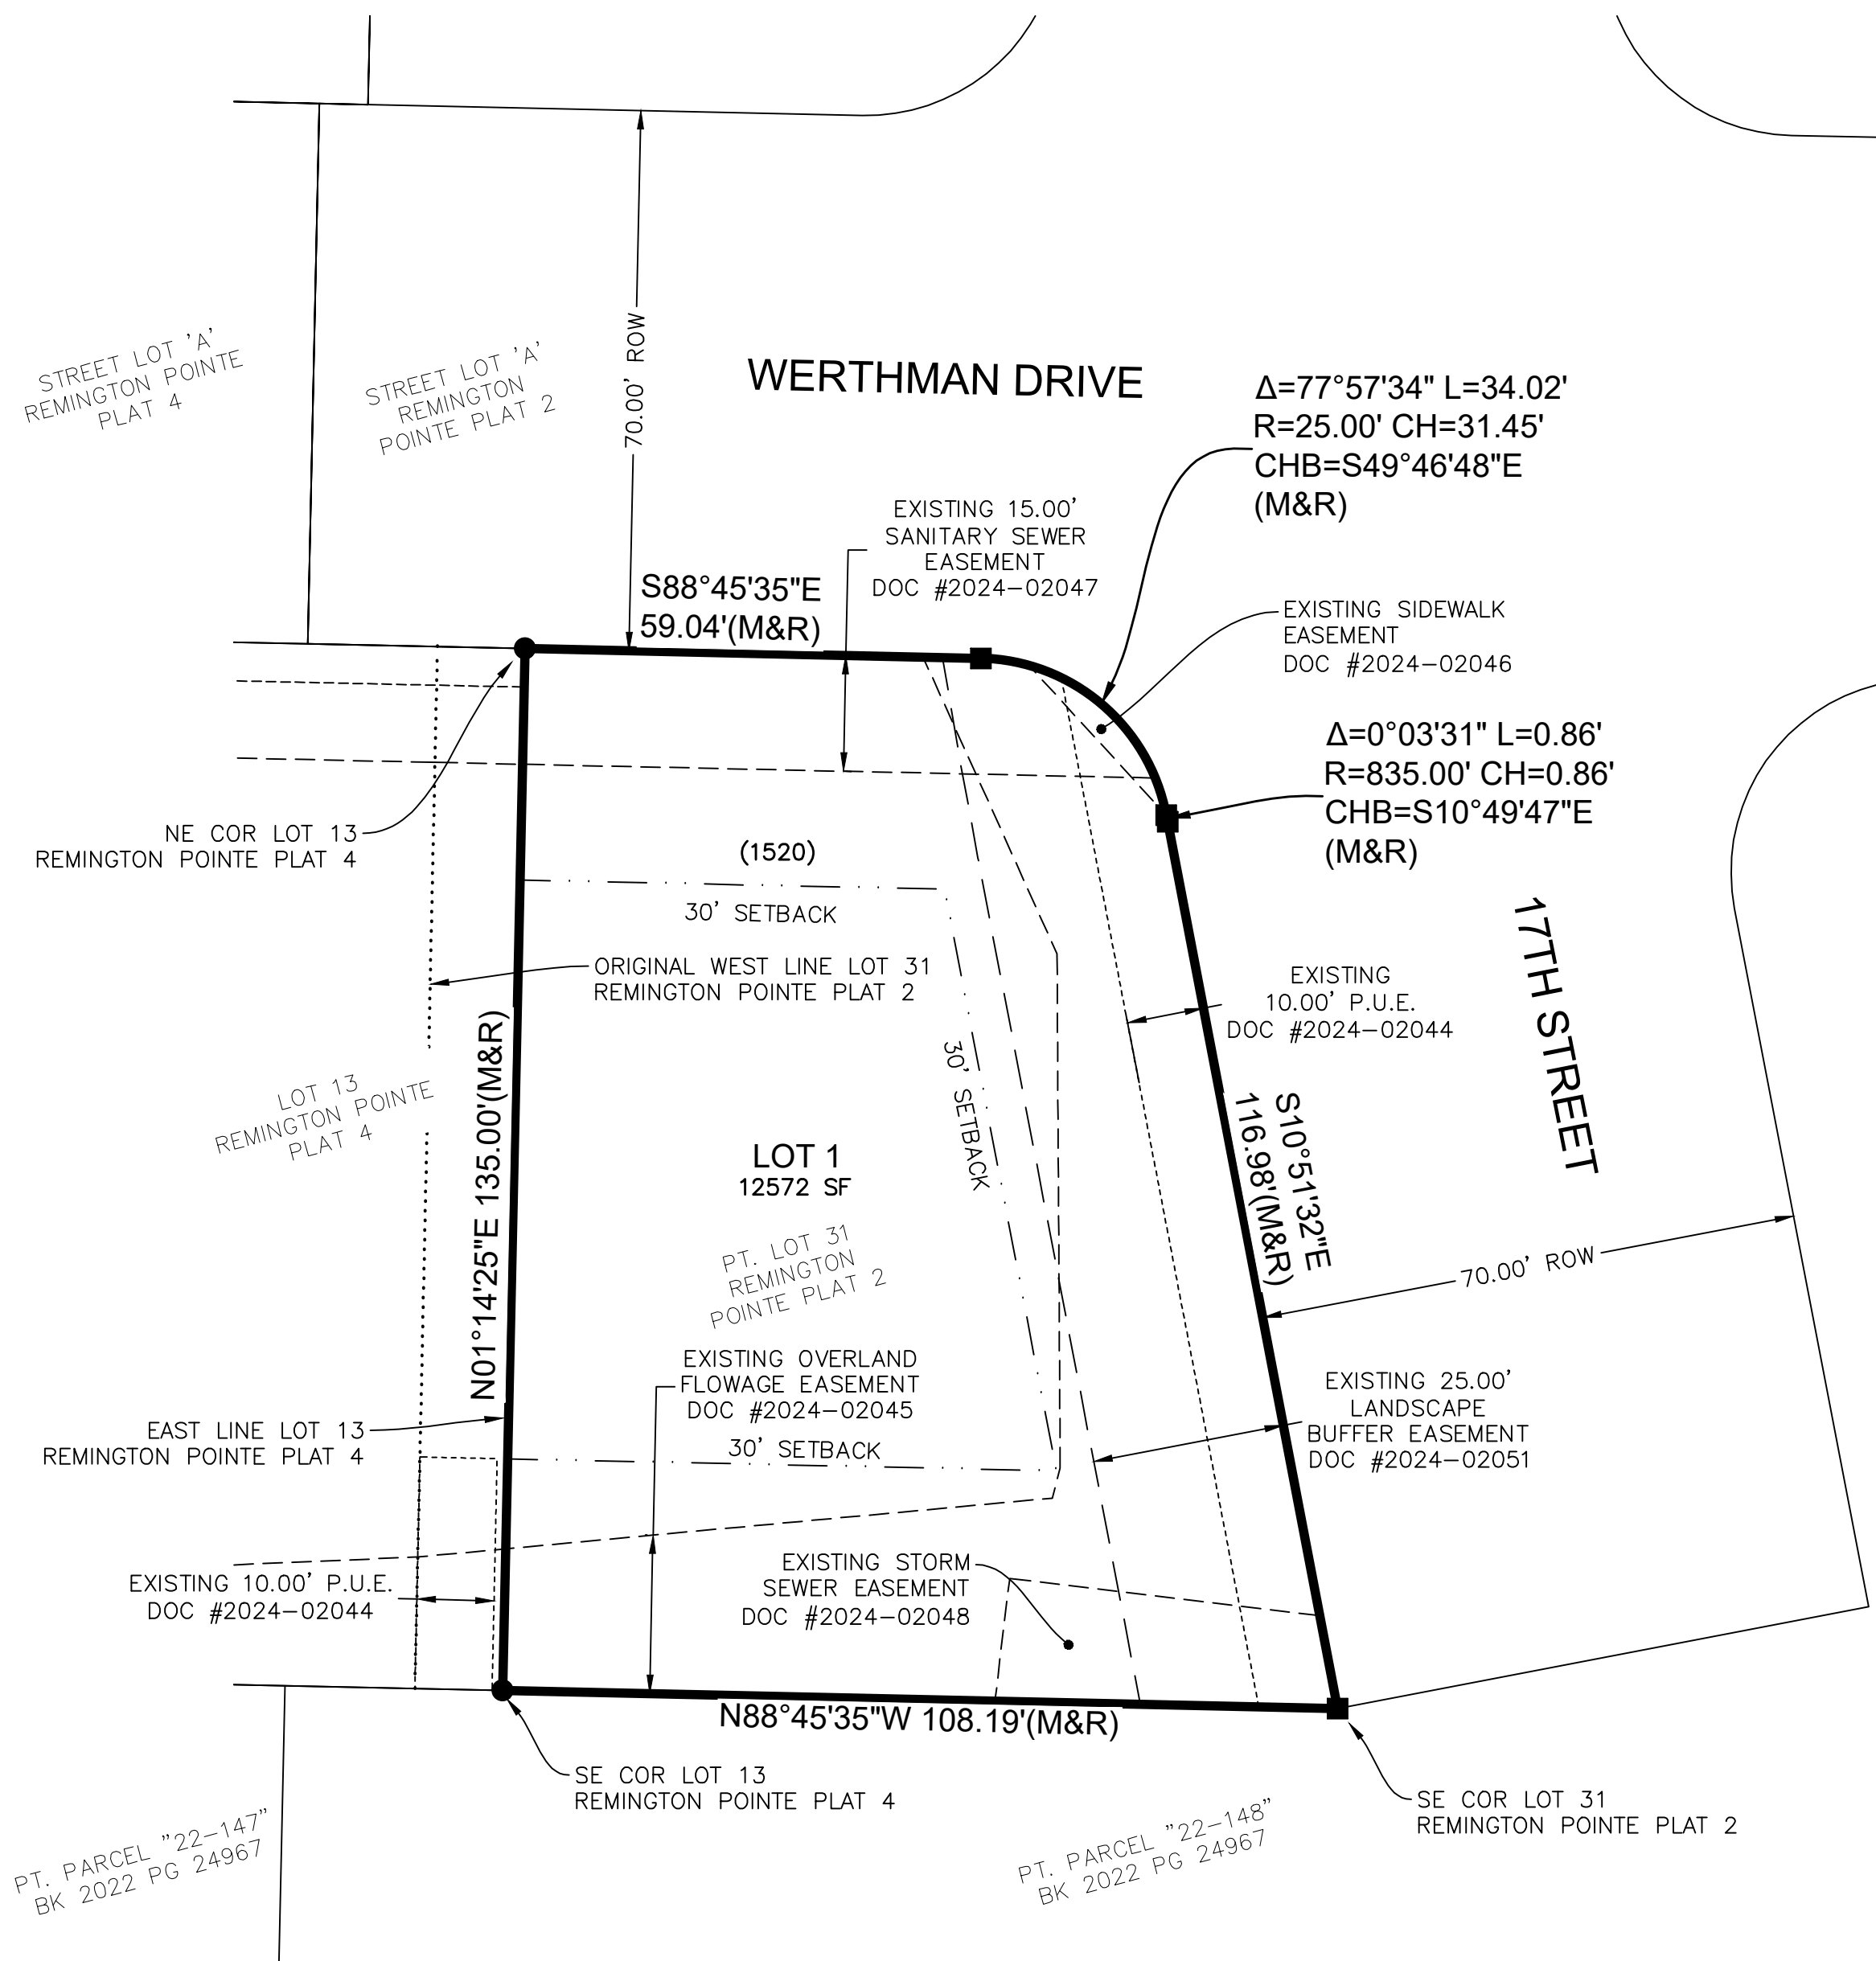 STREET LOT 'A'
REMINGTON POINTE
PLAT 4
STREET LOT 'A'
REMINGTON
POINTE PLAT 2
70.00' ROW
WERTHMAN DRIVE
Δ=77°57'34" L=34.02'
R=25.00' CH=31.45'
CHB=S49°46'48"E
(M&R)
EXISTING 15.00'
SANITARY SEWER
EASEMENT
DOC #2024-02047
S88°45'35"E
59.04'(M&R)
EXISTING SIDEWALK
EASEMENT
DOC #2024-02046
Δ=0°03'31" L=0.86'
R=835.00' CH=0.86'
CHB=S10°49'47"E
(M&R)
NE COR LOT 13
REMINGTON POINTE PLAT 4
(1520)
30' SETBACK
ORIGINAL WEST LINE LOT 31
REMINGTON POINTE PLAT 2
EXISTING
10.00' P.U.E.
DOC #2024-02044
17TH STREET
30' SETBACK
LOT 13
REMINGTON POINTE
PLAT 4
N01°14'25"E 135.00'(M&R)
LOT 1
12572 SF
S10°51'32"E
116.98'(M&R)
PT. LOT 31
REMINGTON
POINTE PLAT 2
70.00' ROW
EXISTING OVERLAND
FLOWAGE EASEMENT
DOC #2024-02045
30' SETBACK
EXISTING 25.00'
LANDSCAPE
BUFFER EASEMENT
DOC #2024-02051
EAST LINE LOT 13
REMINGTON POINTE PLAT 4
EXISTING 10.00' P.U.E.
DOC #2024-02044
EXISTING STORM
SEWER EASEMENT
DOC #2024-02048
N88°45'35"W 108.19'(M&R)
SE COR LOT 13
REMINGTON POINTE PLAT 4
SE COR LOT 31
REMINGTON POINTE PLAT 2
PT. PARCEL "22-147"
BK 2022 PG 24967
PT. PARCEL "22-148"
BK 2022 PG 24967